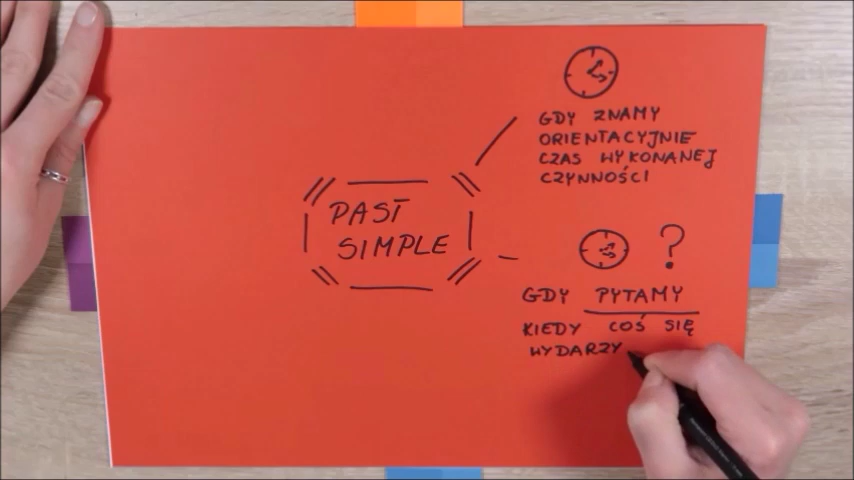 PAST
SIMPLE
GDY ZNAMY
ORIENTACYJNIE
CZAS WYKONANEJ
CZYNNOŚCI
?
GDY PYTAMY
KIEDY COŚ SIĘ
WYDARZY